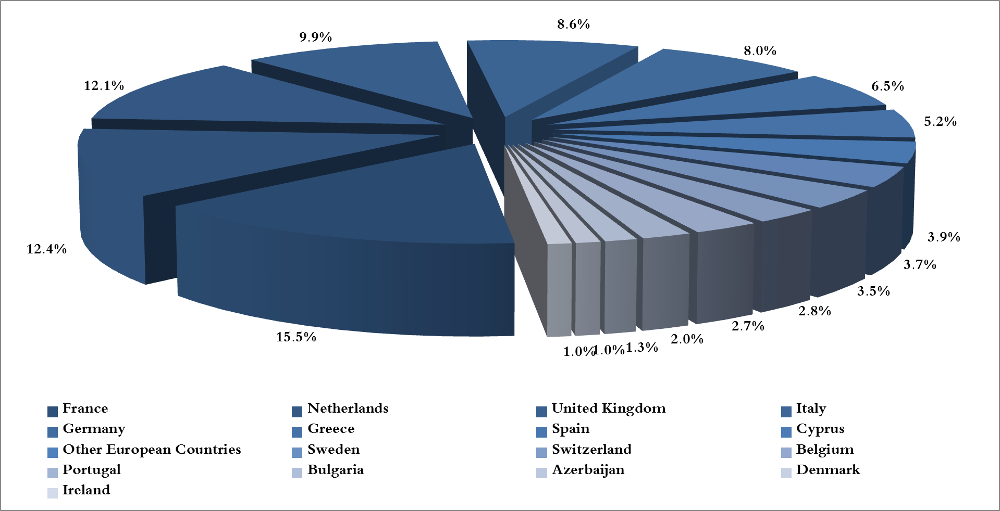 8.6%
9.9%
8.0%
12.1%
6.5%
5.2%
3.9%
12.4%
3.7%
3.5%
2.8%
2.7%
15.5%
2.0%
1.3%
1.0%
1.0%
France
Netherlands
United Kingdom
Italy
Germany
Greece
Spain
Cyprus
Other European Countries
Sweden
Switzerland
Belgium
Portugal
Bulgaria
Azerbaijan
Denmark
Ireland